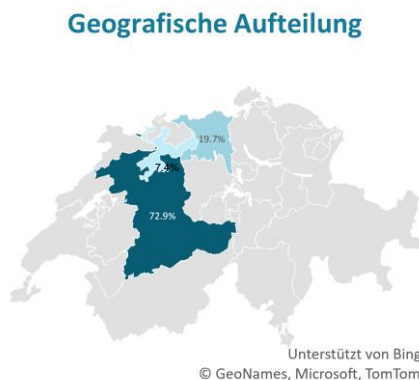 Geografische Aufteilung
19.7%
7.4%
72.9%
Unterstützt von Bing
© GeoNames, Microsoft, TomTom